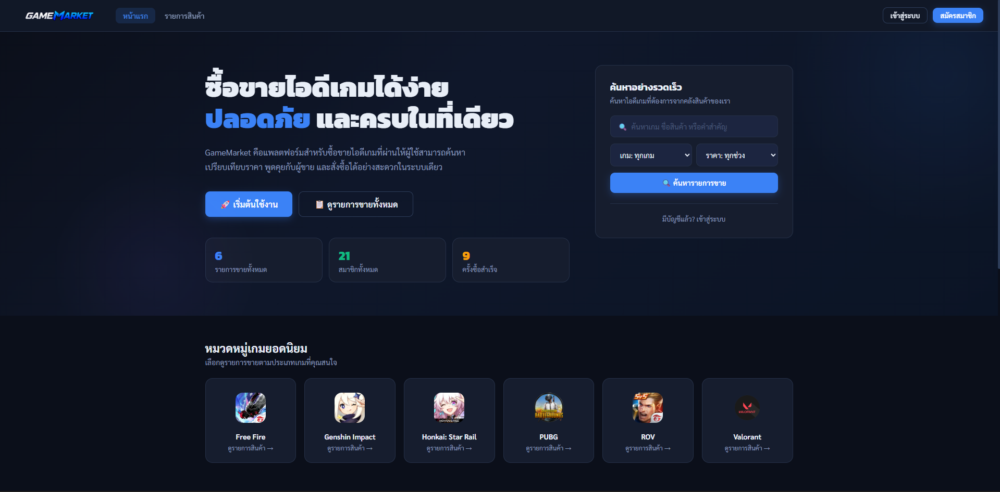 GAMEMARKET
หน้าแรก
รายการสินค้า
เข้าสู่ระบบ
สมัครสมาชิก
ซื้อขายไอดีเกมได้ง่าย
ปลอดภัย และครบในที่เดียว
GameMarket คือแพลตฟอร์มสำหรับซื้อขายไอดีเกมที่ผ่านให้ผู้ใช้สามารถค้นหา
เปรียบเทียบราคา พูดคุยกับผู้ขาย และสั่งซื้อได้อย่างสะดวกในระบบเดียว
เริ่มต้นใช้งาน
ดูรายการขายทั้งหมด
6
รายการขายทั้งหมด
21
สมาชิกทั้งหมด
9
ครั้งซื้อสำเร็จ
ค้นหาอย่างรวดเร็ว
ค้นหาไอดีเกมที่ต้องการจากคลังสินค้าของเรา
ค้นหาเกม ชื่อสินค้า หรือคำสำคัญ
เกม: ทุกเกม
ราคา: ทุกช่วง
ค้นหารายการขาย
มีบัญชีแล้ว? เข้าสู่ระบบ
หมวดหมู่เกมยอดนิยม
เลือกดูรายการขายตามประเภทเกมที่คุณสนใจ
Free Fire
ดูรายการสินค้า →
Genshin Impact
ดูรายการสินค้า →
HOYOVERSE
Honkai: Star Rail
ดูรายการสินค้า →
BATTLEGROUNDS
PUBG
ดูรายการสินค้า →
5V5
ROV
ดูรายการสินค้า →
VALORANT
Valorant
ดูรายการสินค้า →